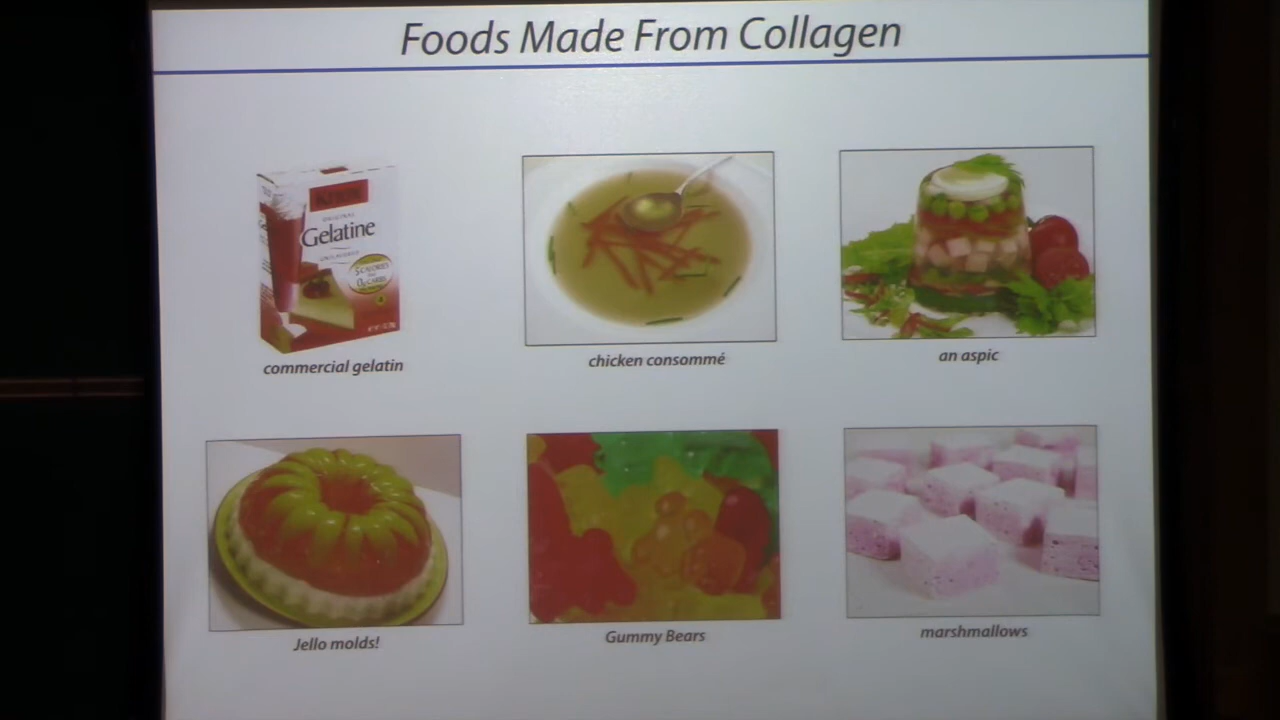 Foods Made From Collagen
Gelatine
commercial gelatin
chicken consommé
an aspic
Jello molds!
Gummy Bears
marshmallows